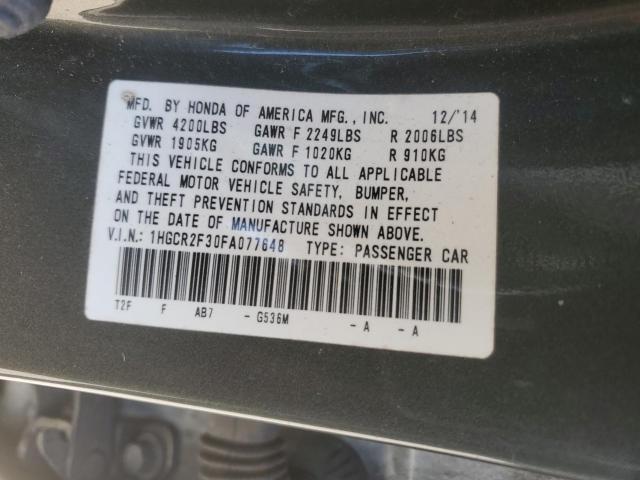 MFD. BY HONDA OF AMERICA MFG., INC. 12/'14
GVWR 4200LBS GAWR F 2249LBS R 2006LBS
GVWR 1905KG GAWR F 1020KG R 910KG
THIS VEHICLE CONFORMS TO ALL APPLICABLE
FEDERAL MOTOR VEHICLE SAFETY, BUMPER,
AND THEFT PREVENTION STANDARDS IN EFFECT
ON THE DATE OF MANUFACTURE SHOWN ABOVE.
V.I.N.: 1HGCR2F30FA077648 TYPE: PASSENGER CAR
T2F F AB7 - G536M - A - A